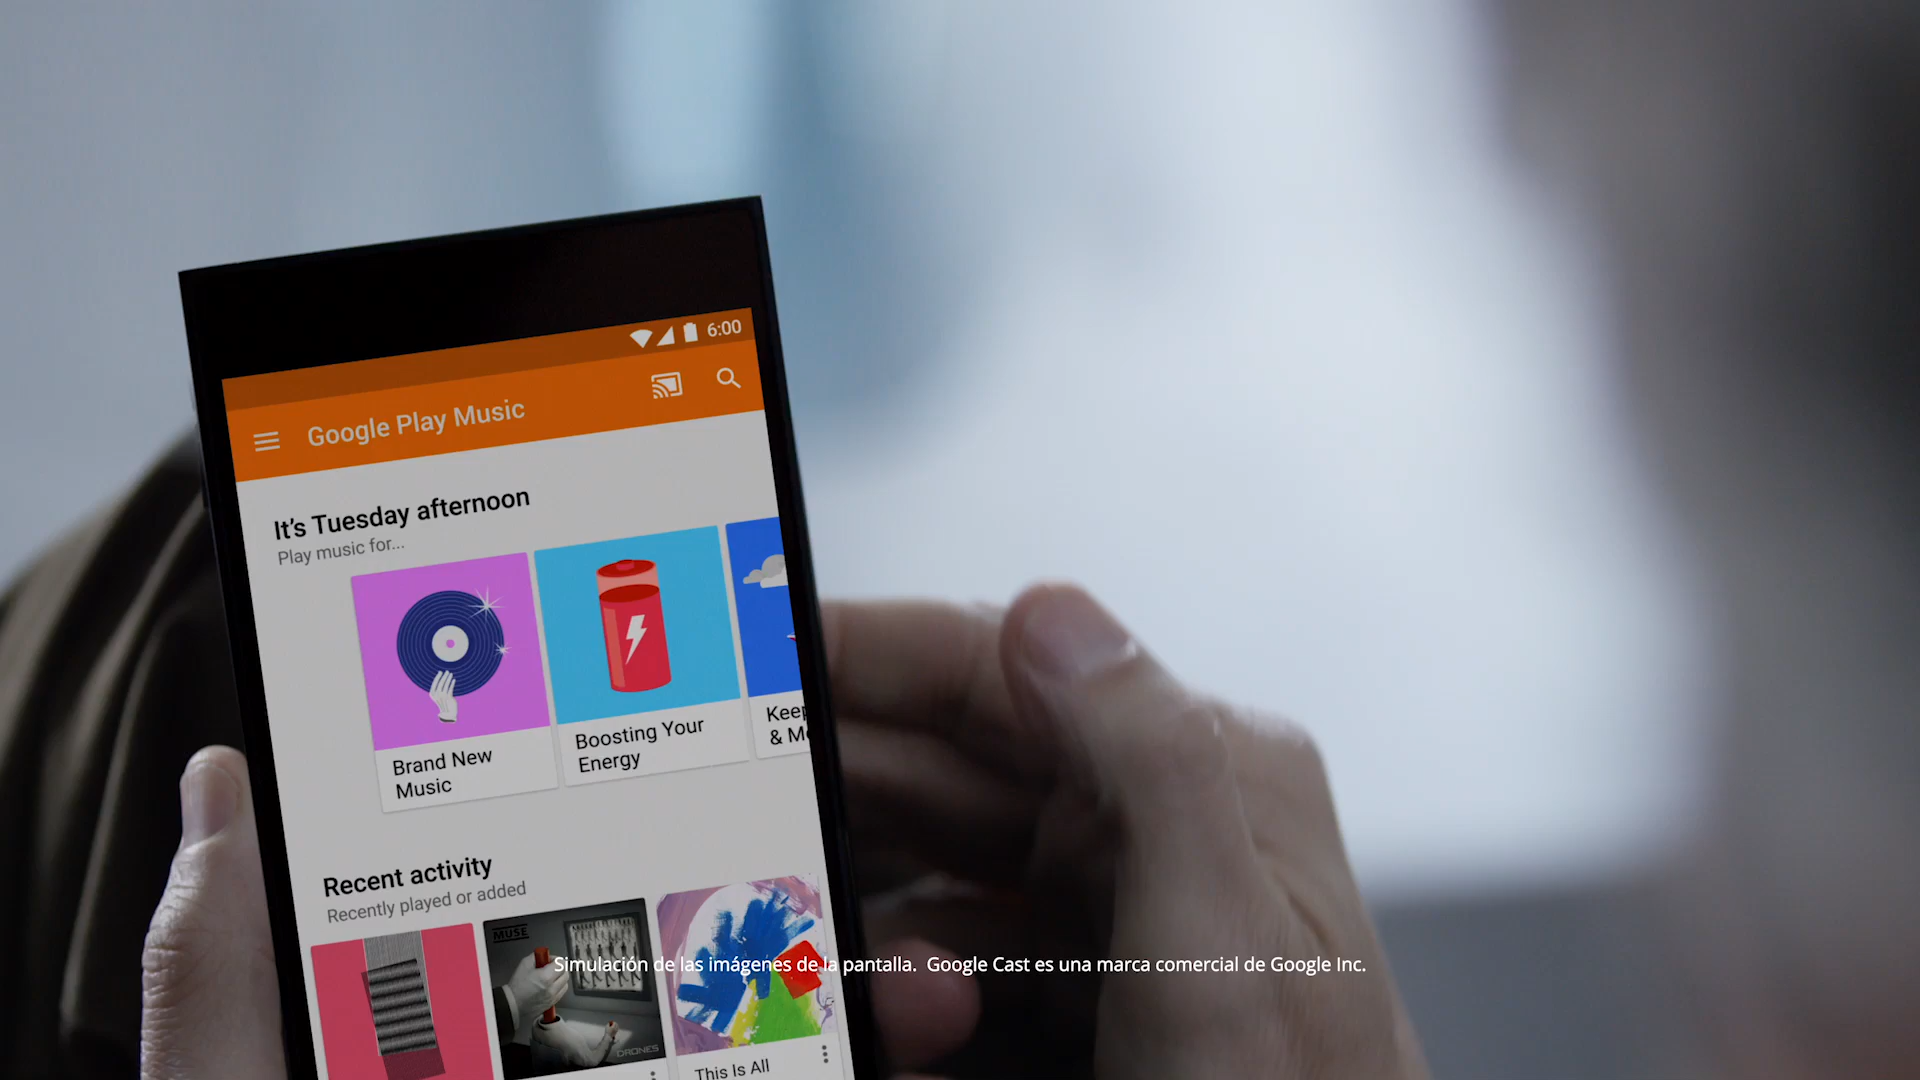 6:00
Google Play Music
It's Tuesday afternoon
Play music for...
Brand New
Music
Boosting Your
Energy
Keep
& Mo
Recent activity
Recently played or added
MUSE
DRONES
This Is All
Simulación de las imágenes de la pantalla. Google Cast es una marca comercial de Google Inc.